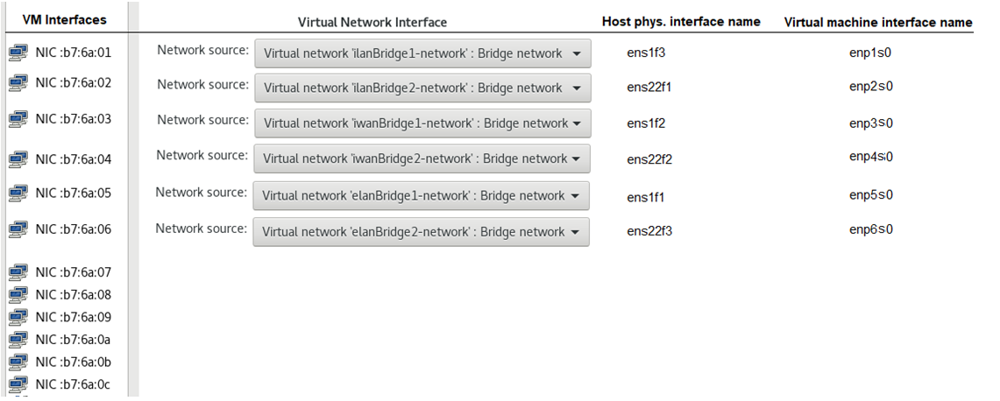 VM Interfaces Virtual Network Interface Host phys. interface name Virtual machine interface name
NIC :b7:6a:01 Network source: Virtual network 'ilanBridge1-network' : Bridge network ens1f3 enp1s0
NIC :b7:6a:02 Network source: Virtual network 'ilanBridge2-network' : Bridge network ens22f1 enp2s0
NIC :b7:6a:03 Network source: Virtual network 'iwanBridge1-network' : Bridge network ens1f2 enp3s0
NIC :b7:6a:04 Network source: Virtual network 'iwanBridge2-network' : Bridge network ens22f2 enp4si0
NIC :b7:6a:05 Network source: Virtual network 'elanBridge1-network' : Bridge network ens1f1 enp5s0
NIC :b7:6a:06 Network source: Virtual network 'elanBridge2-network' : Bridge network ens22f3 enp6s0
NIC :b7:6a:07
NIC :b7:6a:08
NIC :b7:6a:09
NIC :b7:6a:0a
NIC :b7:6a:0b
NIC :b7:6a:0c